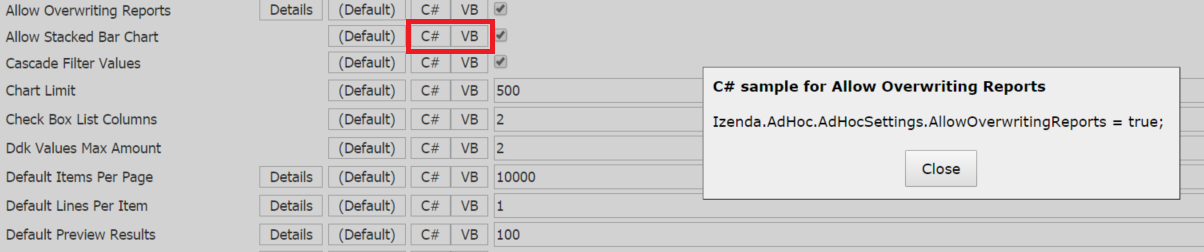 Allow Overwriting Reports Details (Default) C# VB
Allow Stacked Bar Chart (Default) C# VB
Cascade Filter Values (Default) C# VB
Chart Limit (Default) C# VB 500
Check Box List Columns (Default) C# VB 2
Ddk Values Max Amount (Default) C# VB 2
Default Items Per Page Details (Default) C# VB 10000
Default Lines Per Item Details (Default) C# VB 1
Default Preview Results Details (Default) C# VB 100
C# sample for Allow Overwriting Reports
Izenda.AdHoc.AdHocSettings.AllowOverwritingReports = true;
Close